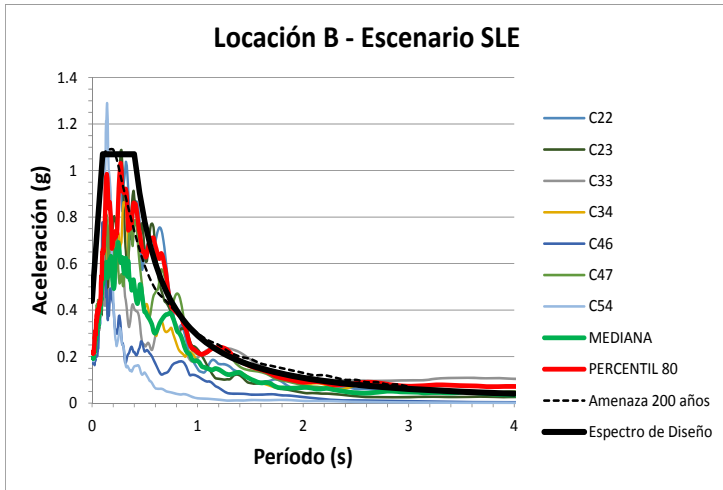 Locación B - Escenario SLE
1.4
1.2
1
0.8
0.6
0.4
0.2
0
0
1
2
3
4
Aceleración (g)
Período (s)
C22
C23
C33
C34
C46
C47
C54
MEDIANA
PERCENTIL 80
Amenaza 200 años
Espectro de Diseño